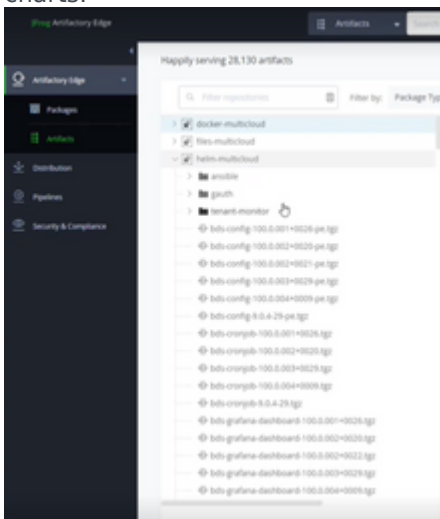 charts.
JFrog Artifactory Edge
Artifacts
Search
Happily serving 28,130 artifacts
Artifactory Edge
Filter repositories
Filter by: Package Typ
Packages
docker-multicloud
Artifacts
files-multicloud
helm-multicloud
Distribution
ansible
gauth
Pipelines
tenant-monitor
Security & Compliance
bds-config-100.0.001+0026-pe.tgz
bds-config-100.0.002+0020-pe.tgz
bds-config-100.0.002+0021-pe.tgz
bds-config-100.0.003+0029-pe.tgz
bds-config-100.0.004+0009-pe.tgz
bds-config-9.0.4-29-pe.tgz
bds-cronjob-100.0.001+0026.tgz
bds-cronjob-100.0.002+0020.tgz
bds-cronjob-100.0.003+0029.tgz
bds-cronjob-100.0.004+0009.tgz
bds-cronjob-9.0.4-29.tgz
bds-grafana-dashboard-100.0.001+0026.tgz
bds-grafana-dashboard-100.0.002+0020.tgz
bds-grafana-dashboard-100.0.002+0022.tgz
bds-grafana-dashboard-100.0.003+0029.tgz
bds-grafana-dashboard-100.0.004+0009.tgz